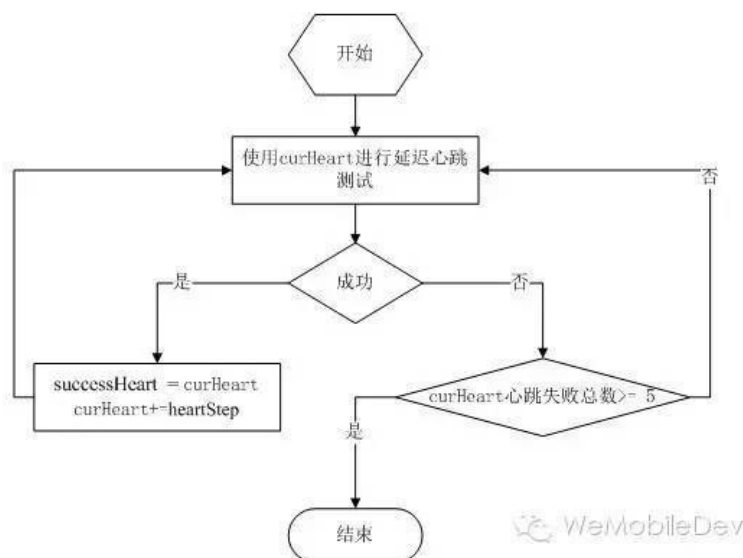 开始
使用curHeart进行延迟心跳
测试
否
是
成功
否
successHeart = curHeart
curHeart+=heartStep
curHeart心跳失败总数>= 5
是
结束
WeMobileDev